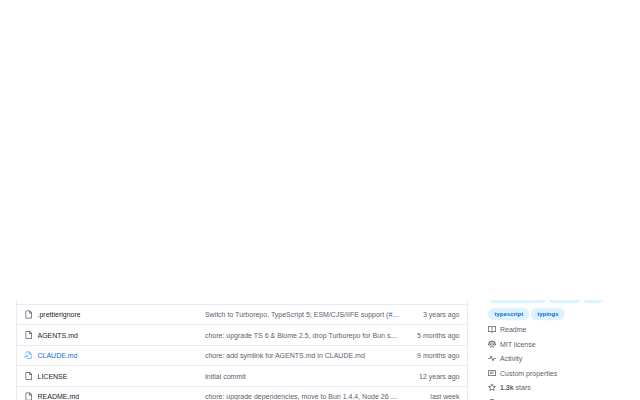 typescript typings
.prettierignore Switch to Turborepo, TypeScript 5; ESM/CJS/IIFE support (#... 3 years ago
Readme
AGENTS.md chore: upgrade TS 6 & Biome 2.5, drop Turborepo for Bun s... 5 months ago
MIT license
CLAUDE.md chore: add symlink for AGENTS.md in CLAUDE.md 9 months ago
Activity
Custom properties
LICENSE Initial commit 12 years ago
1.3k stars
README.md chore: upgrade dependencies, move to Bun 1.4.4, Node 26 ... last week